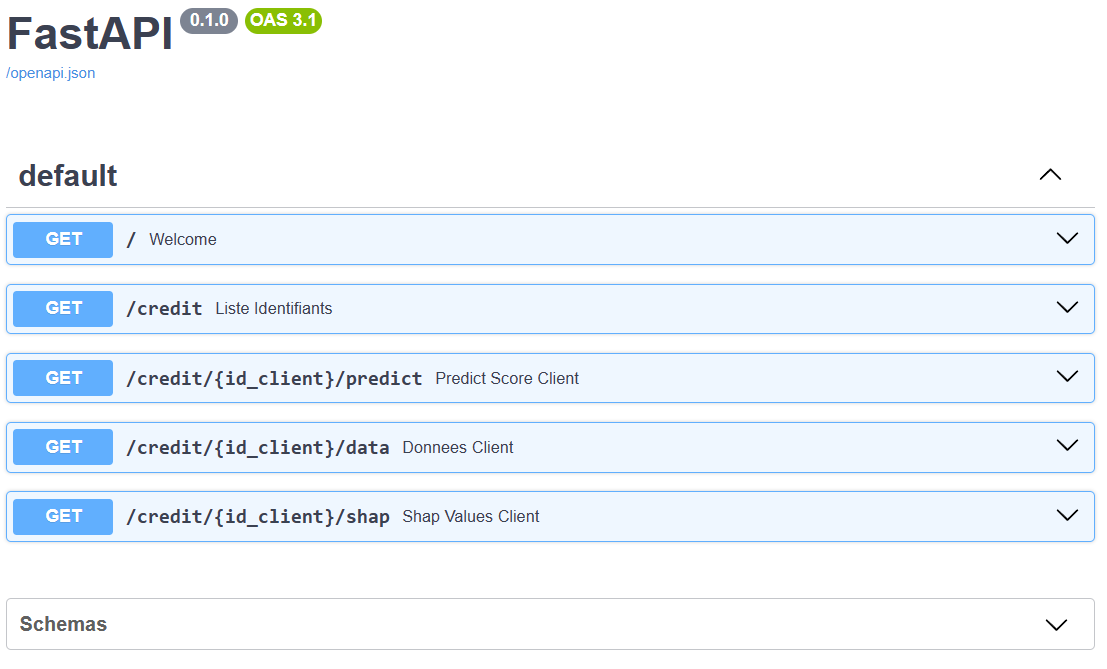 FastAPI 0.1.0 OAS 3.1
/openapi.json
default
GET / Welcome
GET /credit Liste Identifiants
GET /credit/{id_client}/predict Predict Score Client
GET /credit/{id_client}/data Donnees Client
GET /credit/{id_client}/shap Shap Values Client
Schemas